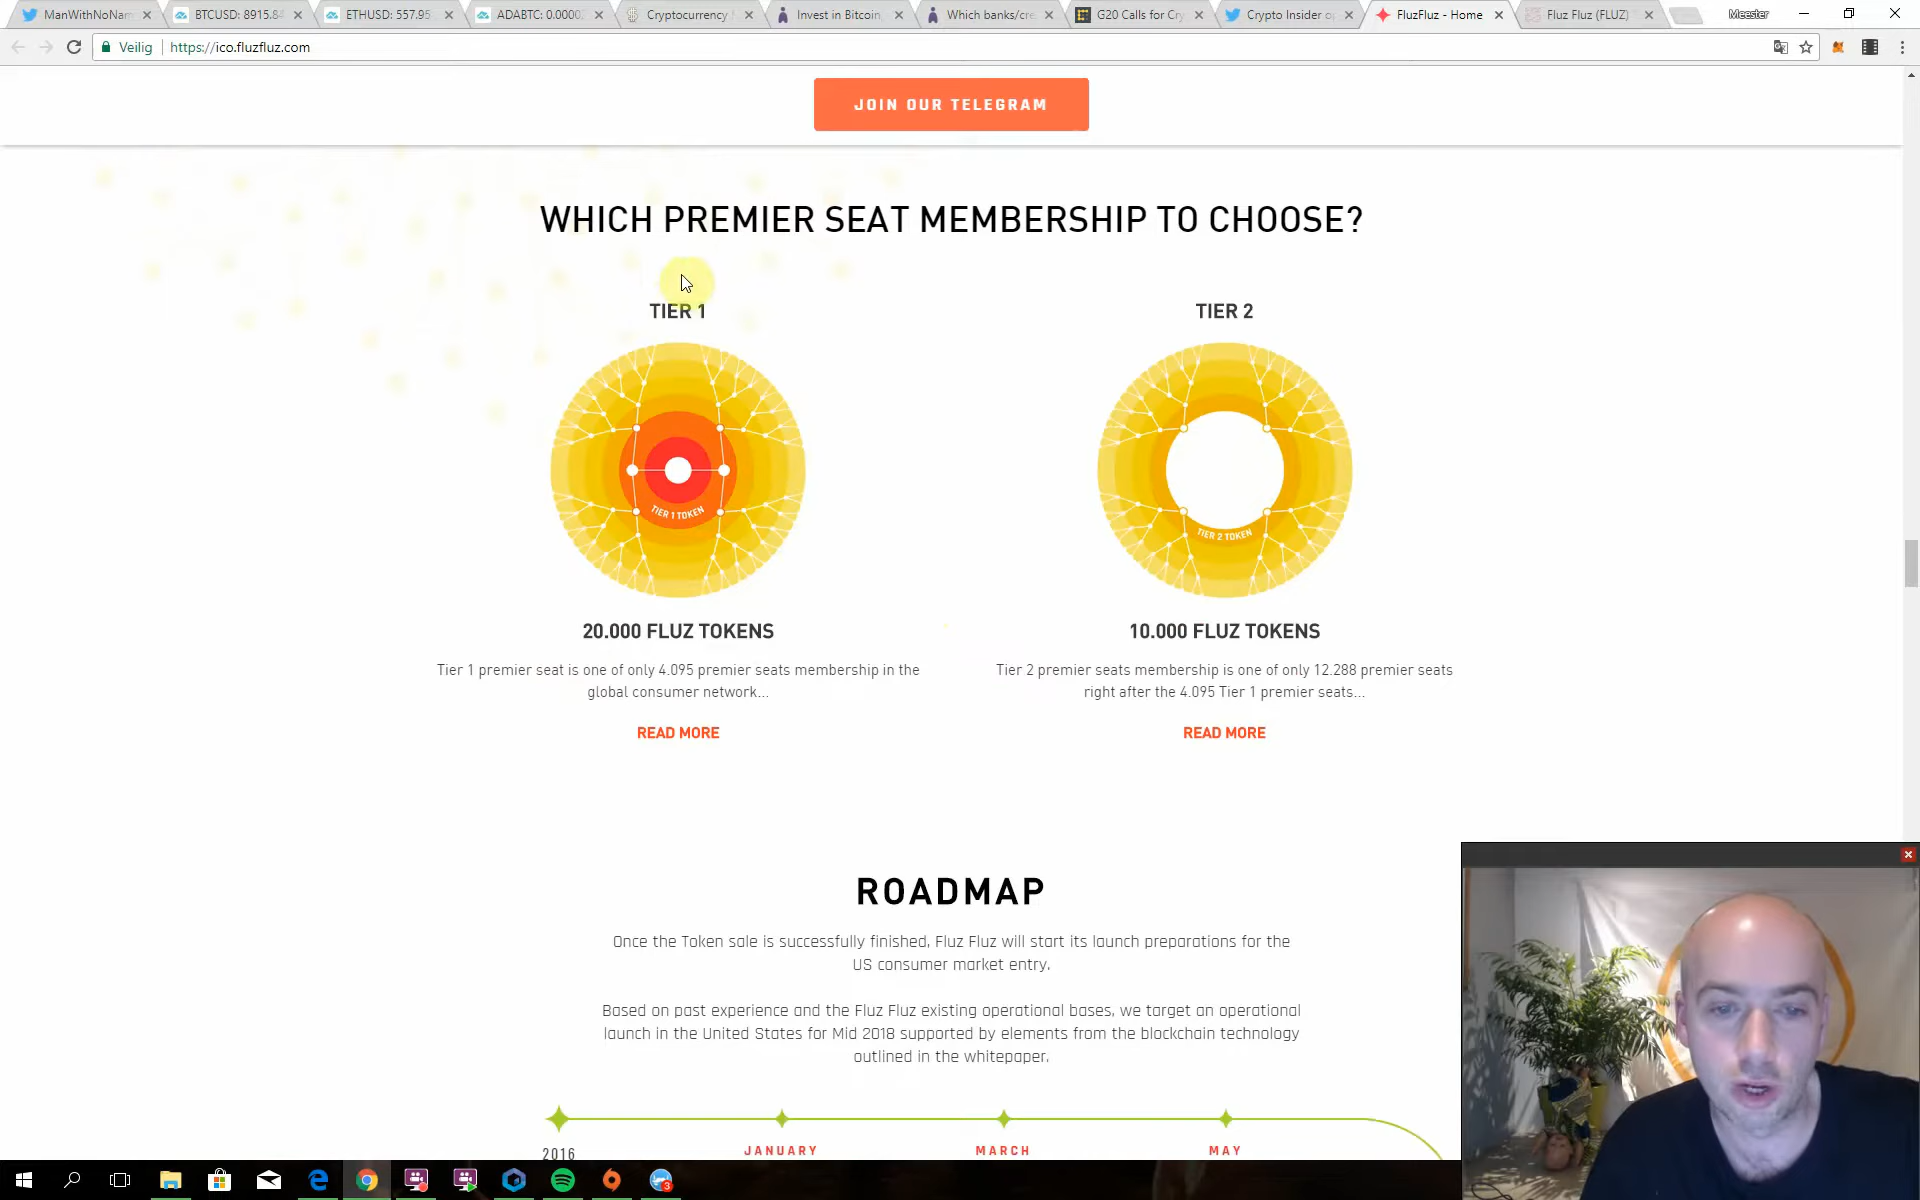 ManWithNoNam
BTCUSD: 8915.84
ETHUSD: 557.95
ADABTC: 0.0000
Cryptocurrency
Invest in Bitcoin
Which banks/cre
G20 Calls for Cry
Crypto Insider o
FluzFluz - Home
Fluz Fluz (FLUZ)
Meester
Veilig
https://ico.fluzfluz.com
JOIN OUR TELEGRAM
WHICH PREMIER SEAT MEMBERSHIP TO CHOOSE?
TIER 1
TIER 1 TOKEN
20.000 FLUZ TOKENS
Tier 1 premier seat is one of only 4.095 premier seats membership in the
global consumer network...
READ MORE
TIER 2
TIER 2 TOKEN
10.000 FLUZ TOKENS
Tier 2 premier seats membership is one of only 12.288 premier seats
right after the 4.095 Tier 1 premier seats...
READ MORE
ROADMAP
Once the Token sale is successfully finished, Fluz Fluz will start its launch preparations for the
US consumer market entry.
Based on past experience and the Fluz Fluz existing operational bases, we target an operational
launch in the United States for Mid 2018 supported by elements from the blockchain technology
outlined in the whitepaper.
2016
JANUARY
MARCH
MAY
3